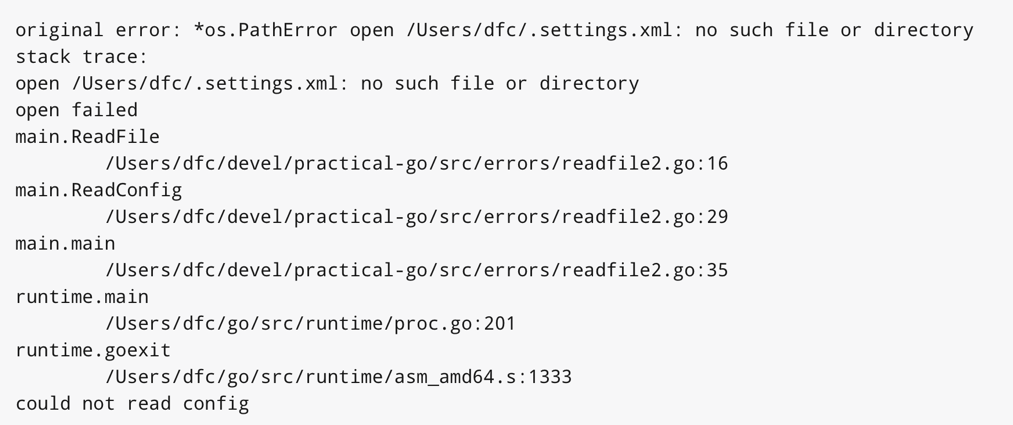 original error: *os.PathError open /Users/dfc/.settings.xml: no such file or directory
stack trace:
open /Users/dfc/.settings.xml: no such file or directory
open failed
main.ReadFile
        /Users/dfc/devel/practical-go/src/errors/readfile2.go:16
main.ReadConfig
        /Users/dfc/devel/practical-go/src/errors/readfile2.go:29
main.main
        /Users/dfc/devel/practical-go/src/errors/readfile2.go:35
runtime.main
        /Users/dfc/go/src/runtime/proc.go:201
runtime.goexit
        /Users/dfc/go/src/runtime/asm_amd64.s:1333
could not read config